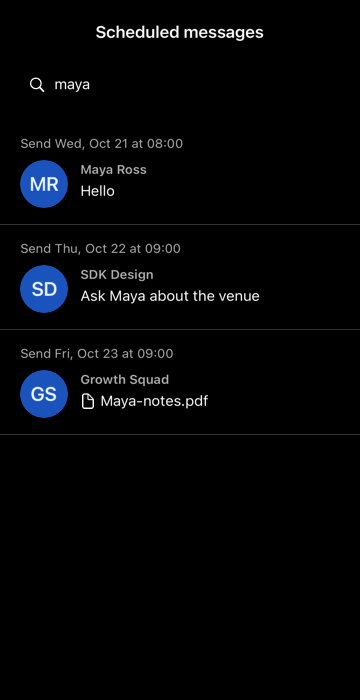 Scheduled messages
maya
Send Wed, Oct 21 at 08:00
MR
Maya Ross
Hello
Send Thu, Oct 22 at 09:00
SD
SDK Design
Ask Maya about the venue
Send Fri, Oct 23 at 09:00
GS
Growth Squad
Maya-notes.pdf